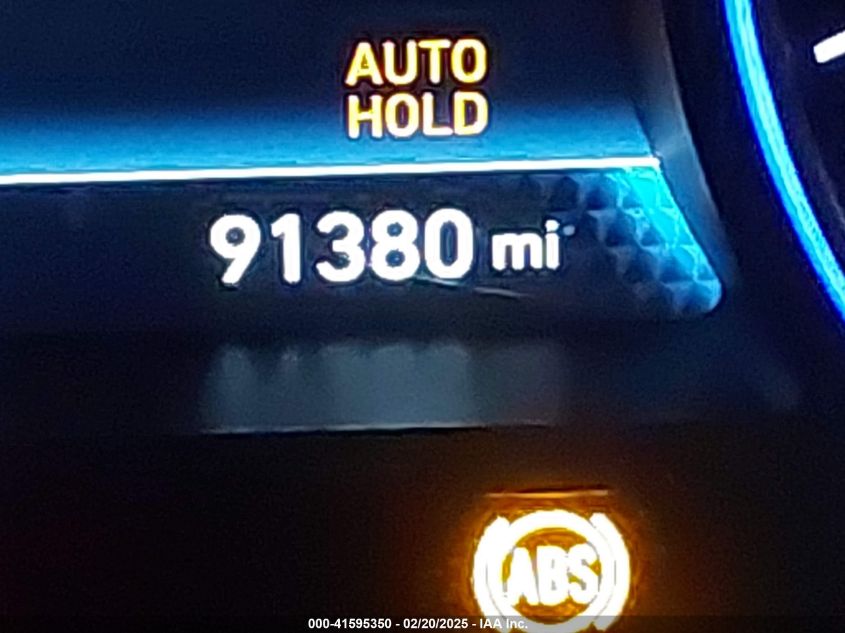 AUTO
HOLD
91380 mi
ABS
000-41595350 - 02/20/2025 - IAA Inc.